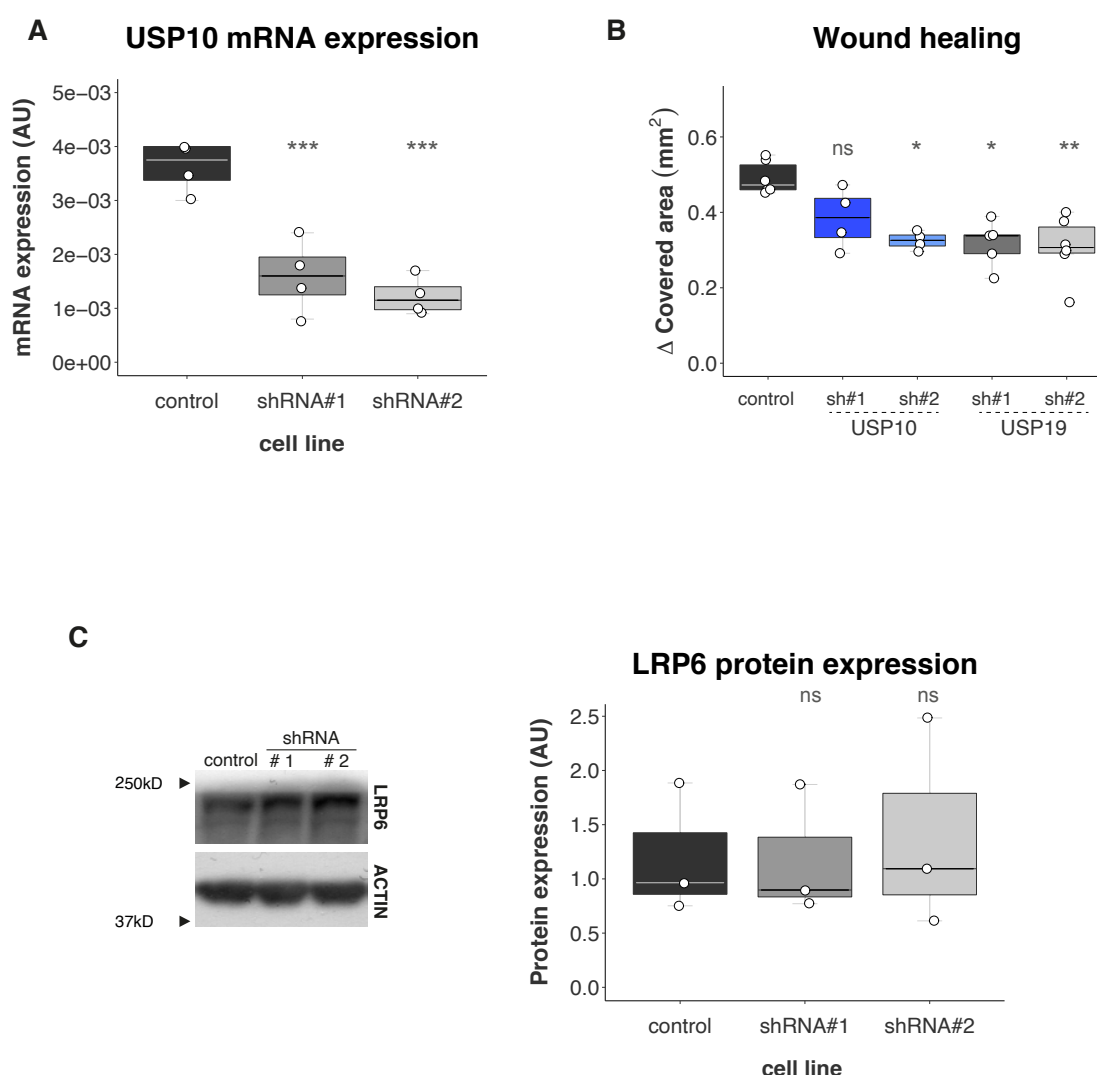 A
USP10 mRNA expression
mRNA expression (AU)
5e−03
4e−03
3e−03
2e−03
1e−03
0e+00
***
***
control
shRNA#1
shRNA#2
cell line
B
Wound healing
Δ Covered area (mm²)
0.6
0.4
0.2
0.0
ns
*
*
**
control
sh#1
sh#2
sh#1
sh#2
USP10
USP19
C
shRNA
control
# 1
# 2
250kD
LRP6
ACTIN
37kD
LRP6 protein expression
ns
ns
Protein expression (AU)
2.5
2.0
1.5
1.0
0.5
0.0
control
shRNA#1
shRNA#2
cell line